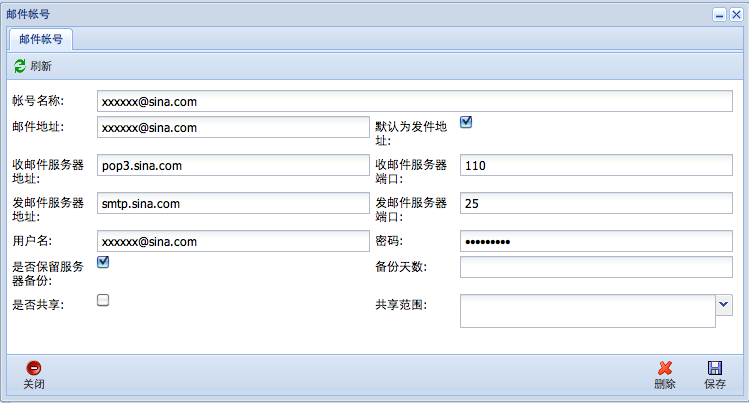 邮件帐号
邮件帐号
刷新
帐号名称: xxxxxx@sina.com
邮件地址: xxxxxx@sina.com 默认为发件地
址:
收邮件服务器 pop3.sina.com 收邮件服务器 110
地址: 端口:
发邮件服务器 smtp.sina.com 发邮件服务器 25
地址: 端口:
用户名: xxxxxx@sina.com 密码: •••••••••
是否保留服务 备份天数:
器备份:
是否共享: 共享范围:
关闭 删除 保存